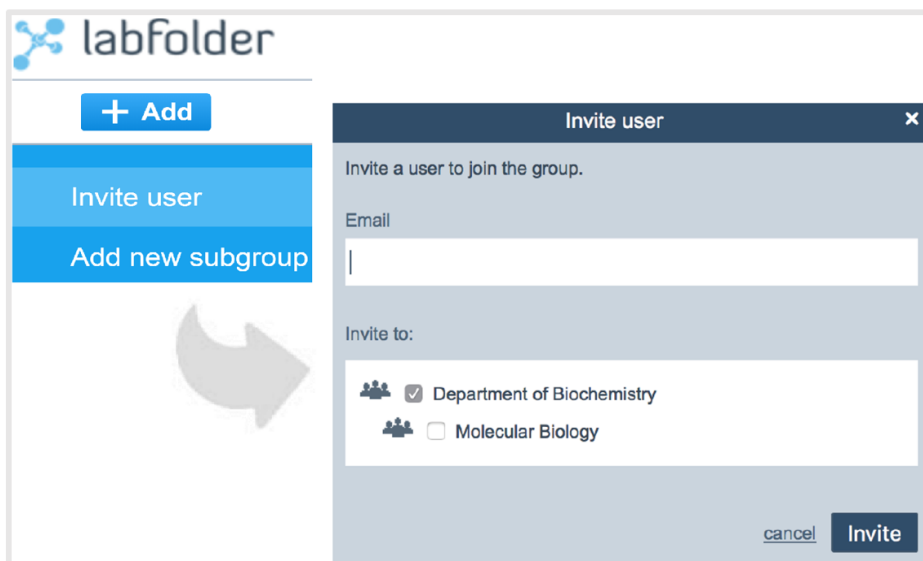 labfolder
+ Add
Invite user
Add new subgroup
Invite user
Invite a user to join the group.
Email
Invite to:
Department of Biochemistry
Molecular Biology
cancel
Invite